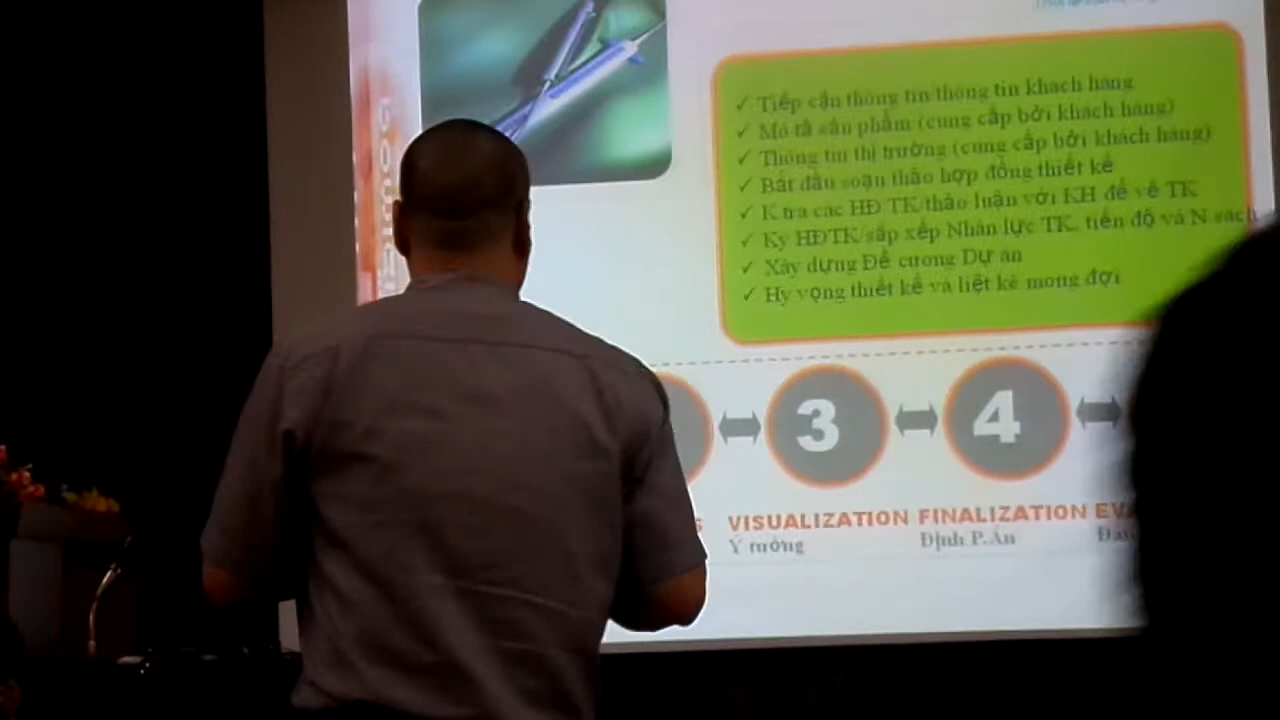 ✓ Tiếp cận thông tin/thông tin khách hàng
✓ Mô tả sản phẩm (cung cấp bởi khách hàng)
✓ Thông tin thị trường (cung cấp bởi khách hàng)
✓ Bắt đầu soạn thảo hợp đồng thiết kế
✓ K.tra các HĐ TK/thảo luận với KH để vẽ TK
✓ Ký HĐTK/sắp xếp Nhân lực TK, tiến độ và N sách
✓ Xây dựng Đề cương Dự án
✓ Hy vọng thiết kế và liệt kê mong đợi
3 4
VISUALIZATION FINALIZATION
Ý tưởng Định P.Án